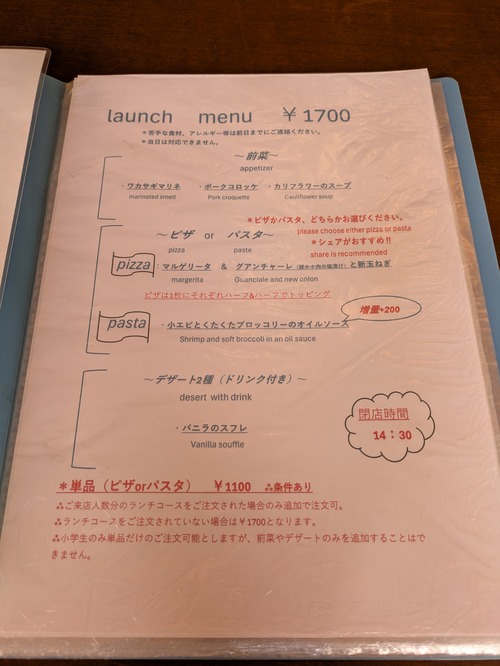 launch menu ￥1700
＊苦手な食材、アレルギー等は前日までにご連絡ください。
＊当日は対応できません。
～前菜～
appetizer
・ワカサギマリネ ・ポークコロッケ ・カリフラワーのスープ
marinated smelt Pork croquette Cauliflower soup
＊ピザかパスタ、どちらかお選びください。
～ピザ or パスタ～
please choose either pizza or pasta
＊シェアがおすすめ!!
pizza paste
share is recommended
pizza
・マルゲリータ & グアンチャーレ(豚ホホ肉の塩漬け)と新玉ねぎ
margerita Guanciale and new onion
ピザは1枚にそれぞれハーフ&ハーフでトッピング
増量+200
pasta
・小エビとくたくたブロッコリーのオイルソース
Shrimp and soft broccoli in an oil sauce
～デザート2種（ドリンク付き）～
desert with drink
閉店時間
14：30
・バニラのスフレ
Vanilla souffle
＊単品（ピザorパスタ） ￥1100 ⁂条件あり
⁂ご来店人数分のランチコースをご注文された場合のみ追加で注文可。
⁂ランチコースをご注文されていない場合は￥1700となります。
⁂小学生のみ単品だけのご注文可能としますが、前菜やデザートのみを追加することはで
きません。